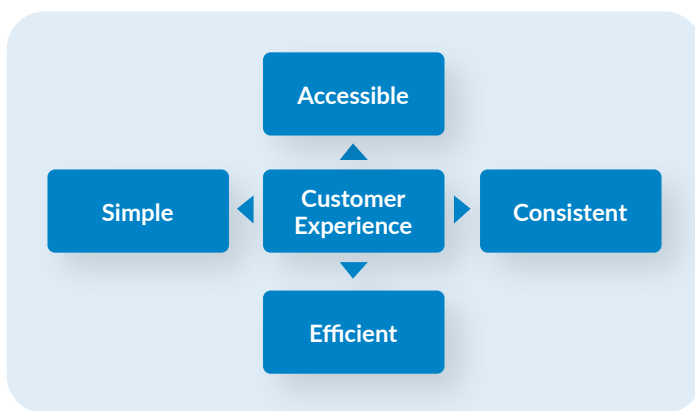 Accessible
Simple
Customer
Experience
Consistent
Efficient